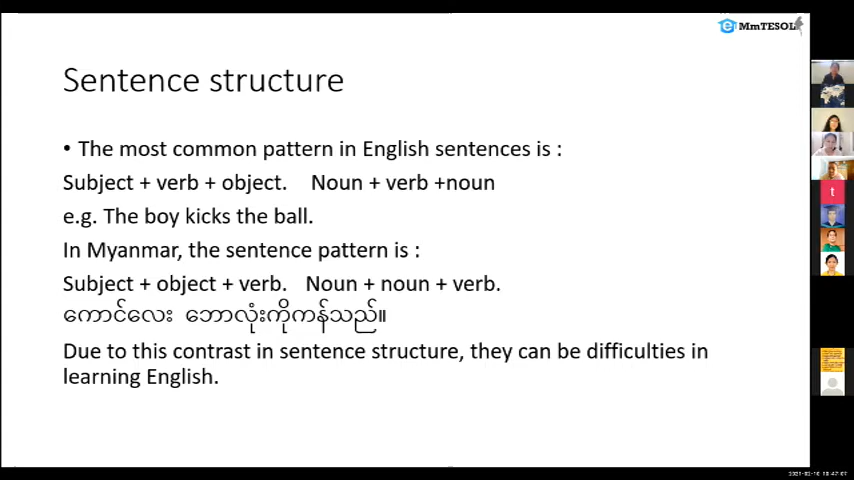 MmTESOL
Sentence structure
• The most common pattern in English sentences is :
Subject + verb + object. Noun + verb +noun
e.g. The boy kicks the ball.
In Myanmar, the sentence pattern is :
Subject + object + verb. Noun + noun + verb.
ကောင်လေး ဘောလုံးကိုကန်သည်။
Due to this contrast in sentence structure, they can be difficulties in
learning English.
t